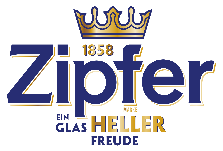 1858
Zipfer
EIN
GLAS HELLER
FREUDE